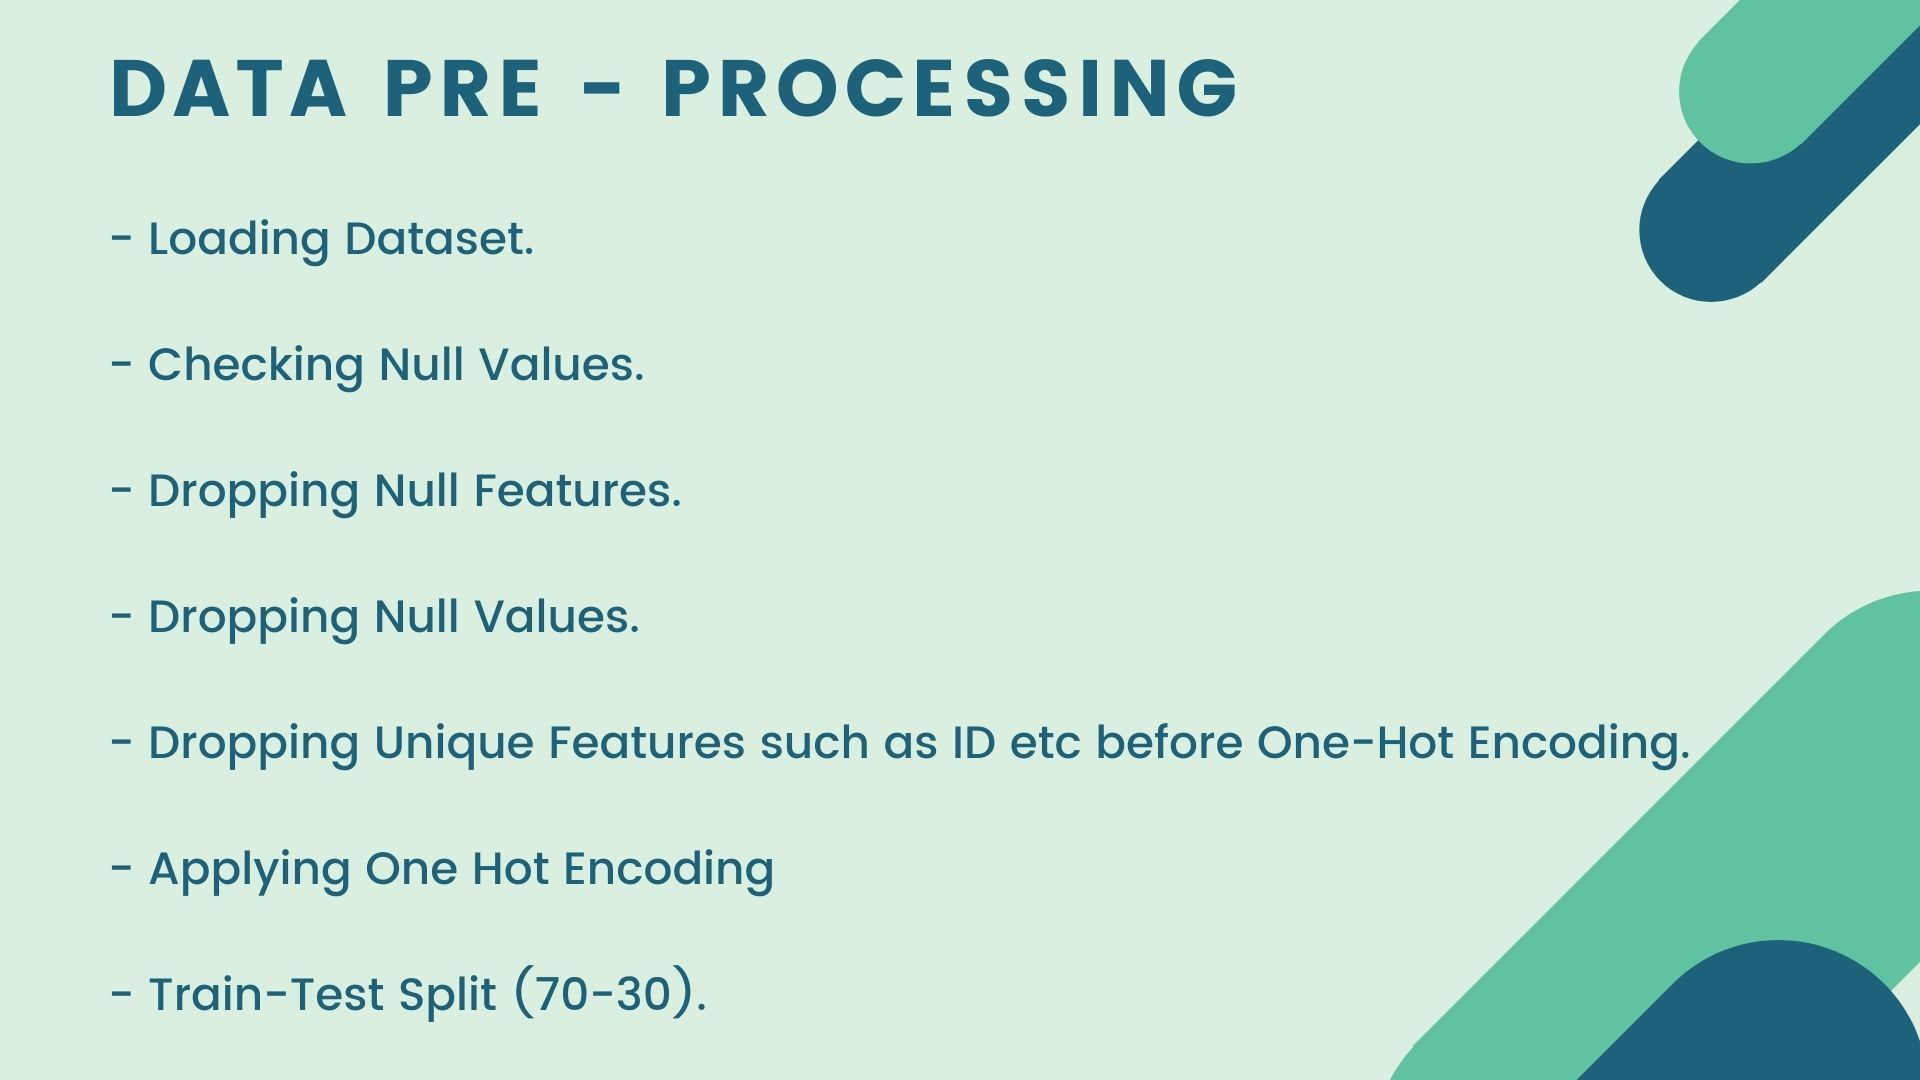 DATA PRE - PROCESSING
- Loading Dataset.
- Checking Null Values.
- Dropping Null Features.
- Dropping Null Values.
- Dropping Unique Features such as ID etc before One-Hot Encoding.
- Applying One Hot Encoding
- Train-Test Split (70-30).